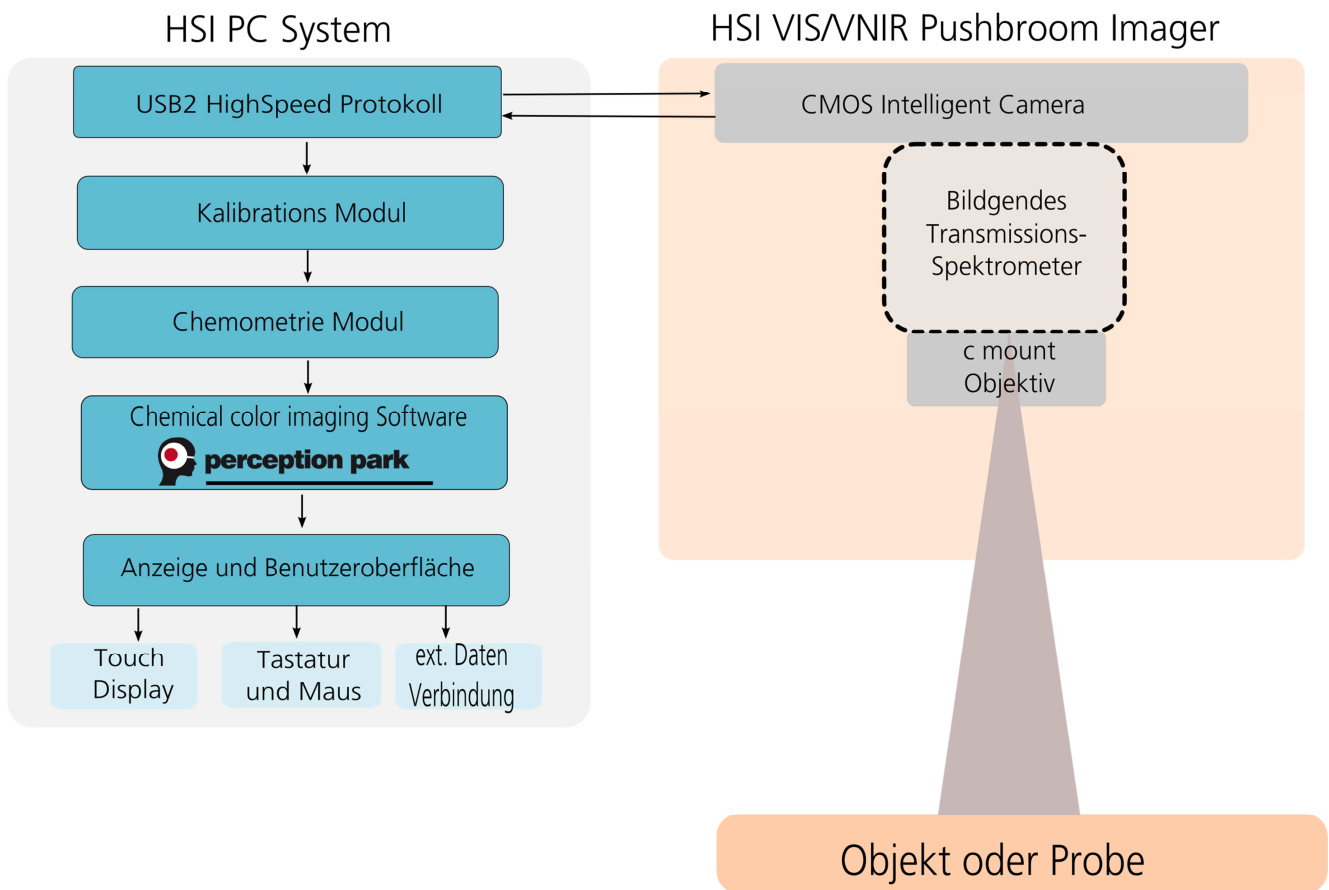 HSI PC System
USB2 HighSpeed Protokoll
Kalibrations Modul
Chemometrie Modul
Chemical color imaging Software
perception park
Anzeige und Benutzeroberfläche
Touch
Display
Tastatur
und Maus
ext. Daten
Verbindung
HSI VIS/VNIR Pushbroom Imager
CMOS Intelligent Camera
Bildgendes
Transmissions-
Spektrometer
c mount
Objektiv
Objekt oder Probe